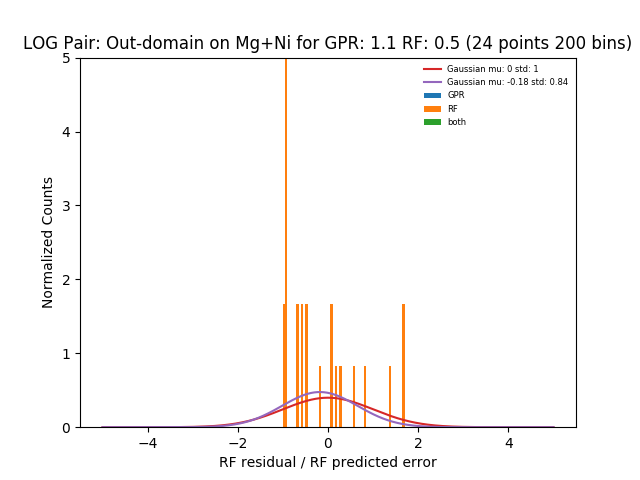 LOG Pair: Out-domain on Mg+Ni for GPR: 1.1 RF: 0.5 (24 points 200 bins)
Gaussian mu: 0 std: 1
Gaussian mu: -0.18 std: 0.84
GPR
RF
both
Normalized Counts
5
4
3
2
1
0
−4
−2
0
2
4
RF residual / RF predicted error